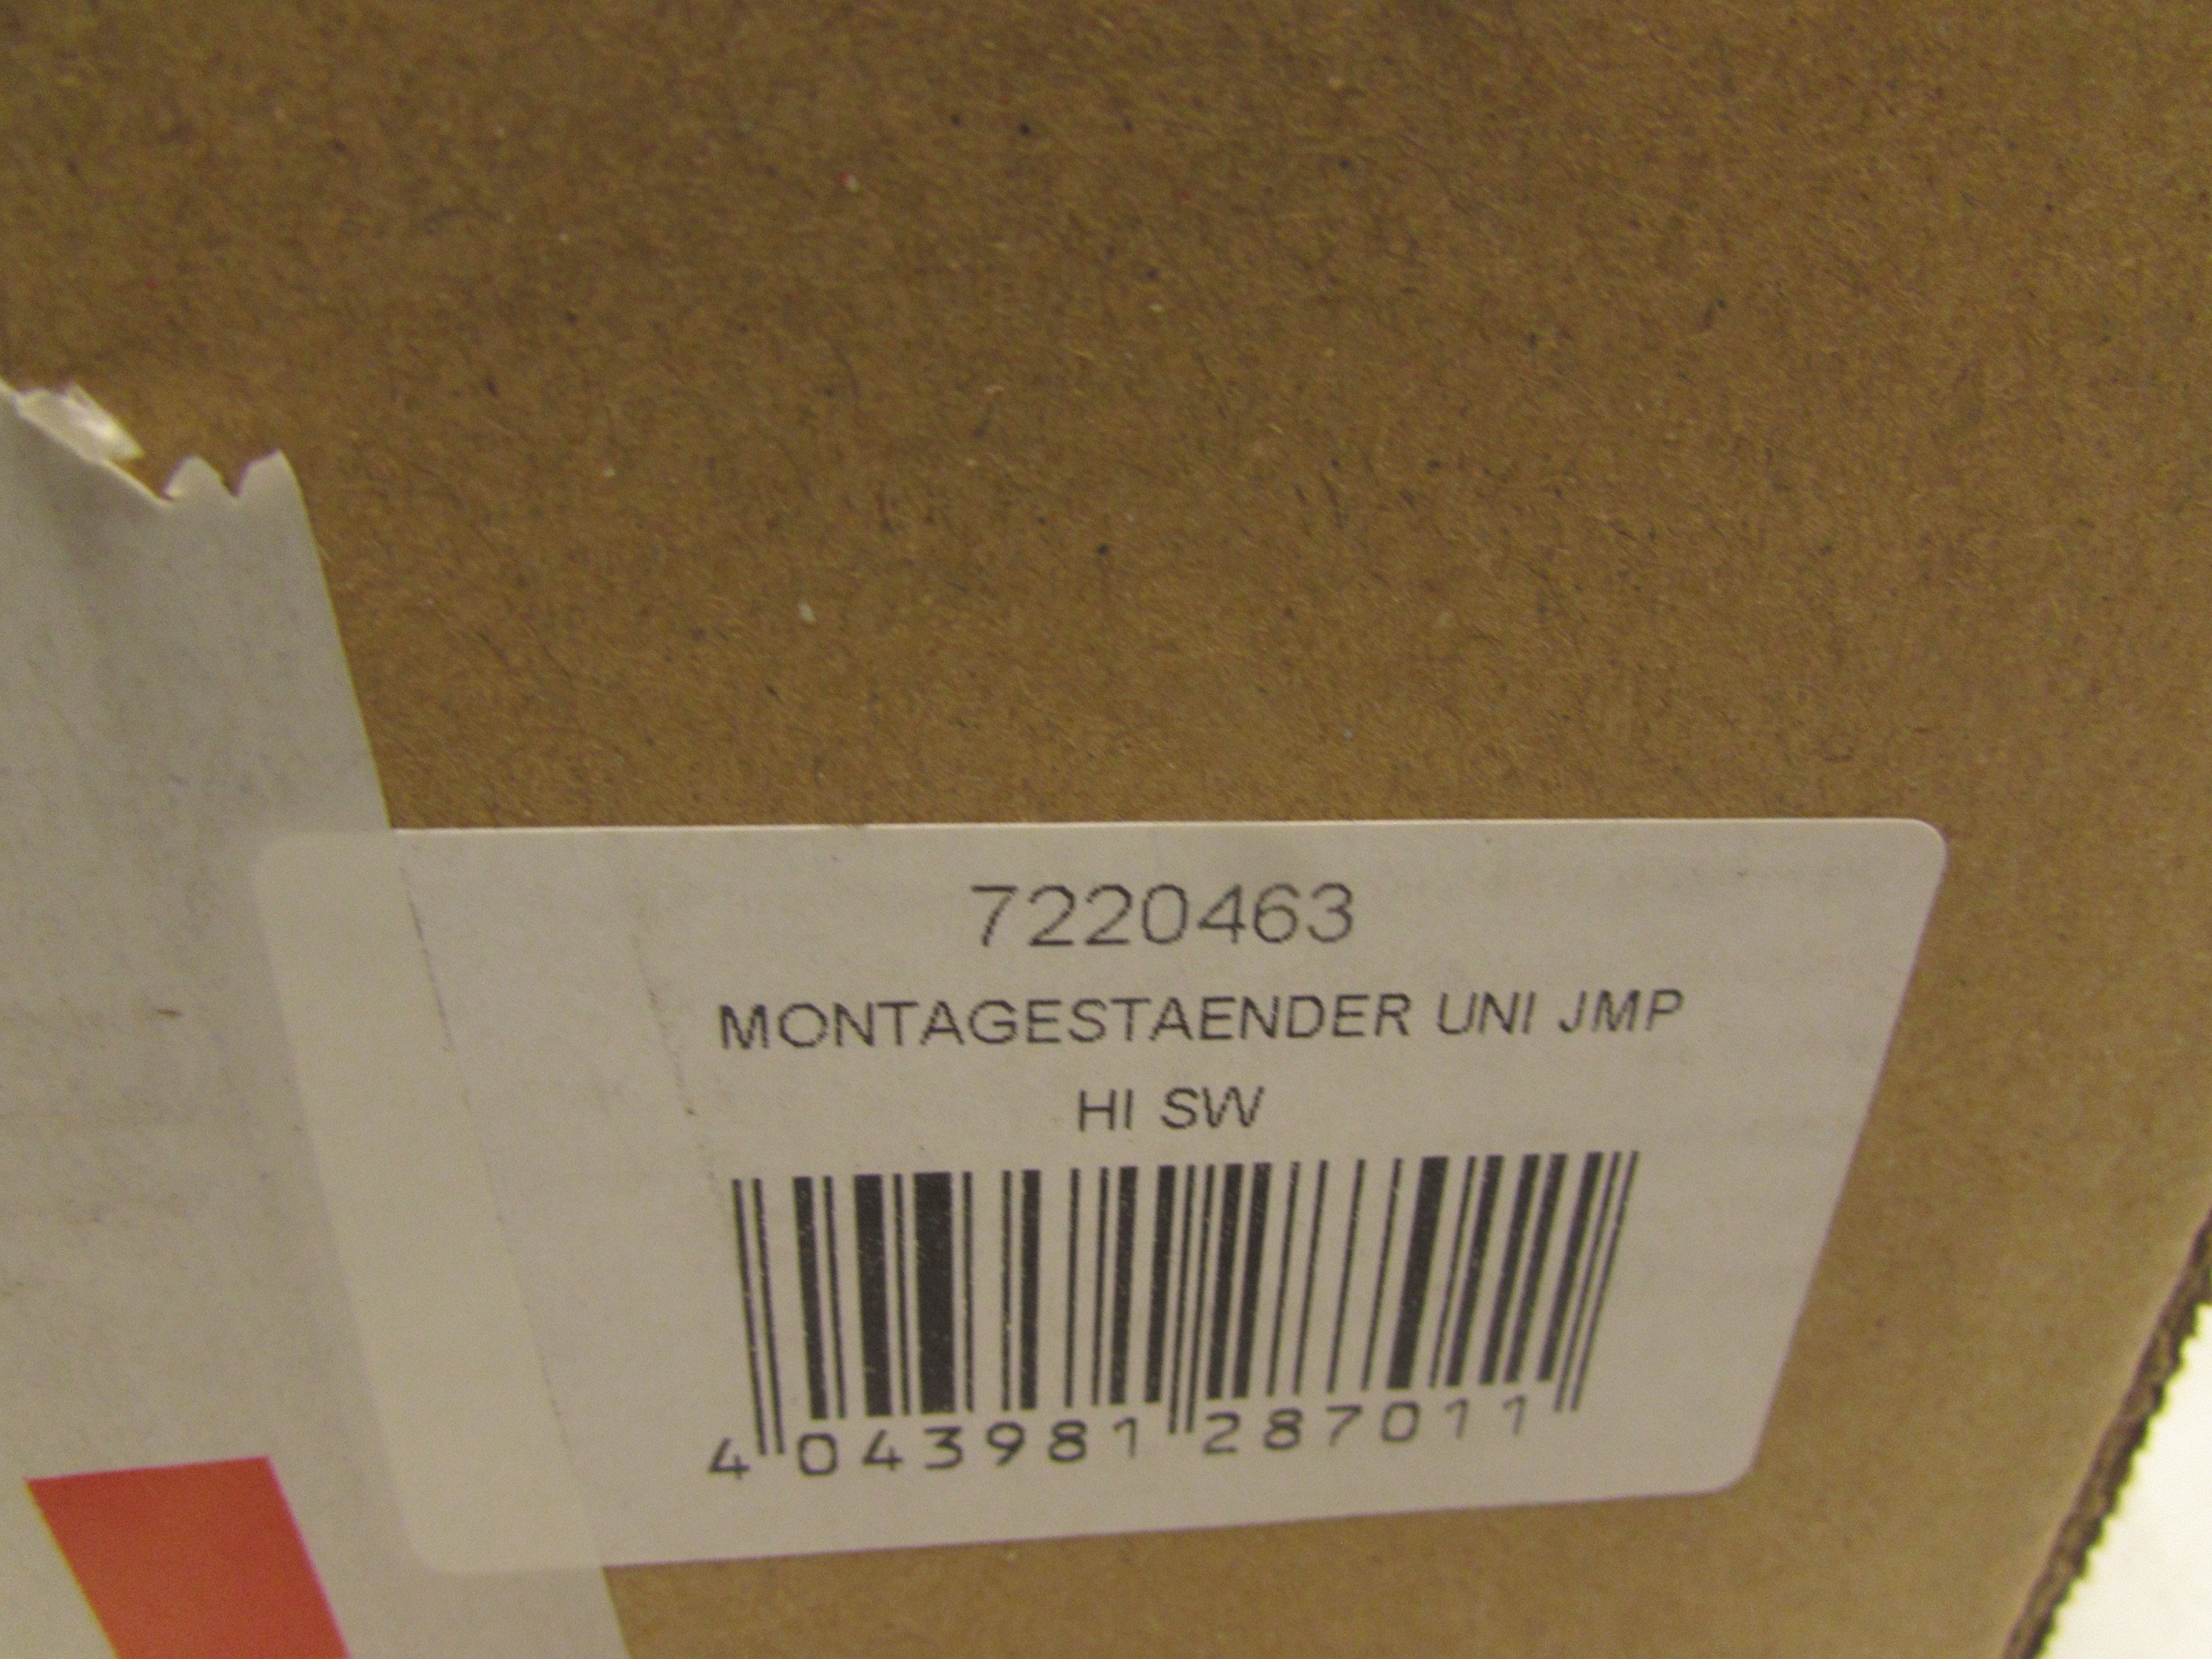 7220463
MONTAGESTAENDER UNI JMP
HI SW
4 043981 287011